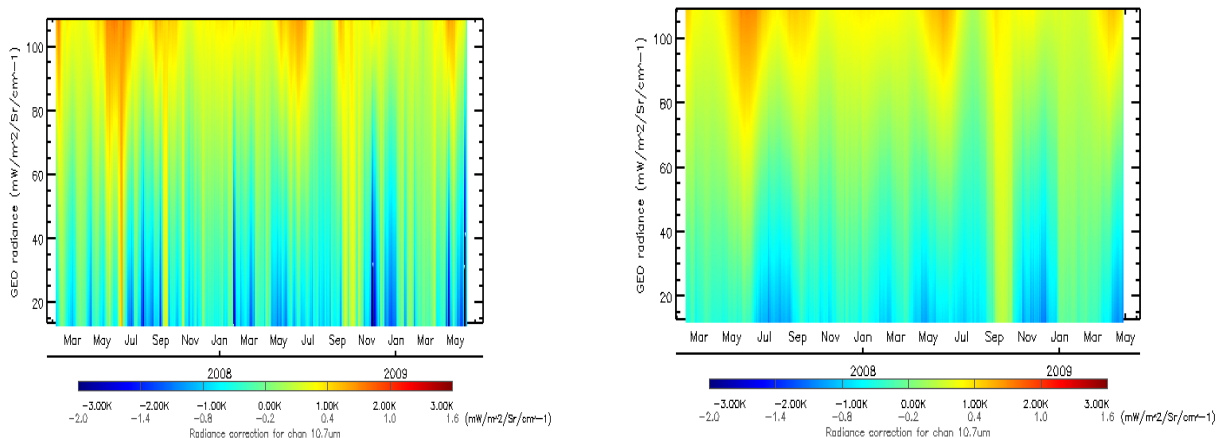 GEO radiance (mW/m^2/Sr/cm^-1)
100
80
60
40
20
Mar May Jul Sep Nov Jan Mar May Jul Sep Nov Jan Mar May
2008 2009
-3.00K -2.00K -1.00K 0.00K 1.00K 2.00K 3.00K
-2.0 -1.4 -0.8 -0.2 0.4 1.0 1.6 (mW/m^2/Sr/cm^-1)
Radiance correction for chan 10.7um
GEO radiance (mW/m^2/Sr/cm^-1)
100
80
60
40
20
Mar May Jul Sep Nov Jan Mar May Jul Sep Nov Jan Mar May
2008 2009
-3.00K -2.00K -1.00K 0.00K 1.00K 2.00K 3.00K
-2.0 -1.4 -0.8 -0.2 0.4 1.0 1.6 (mW/m^2/Sr/cm^-1)
Radiance correction for chan 10.7um